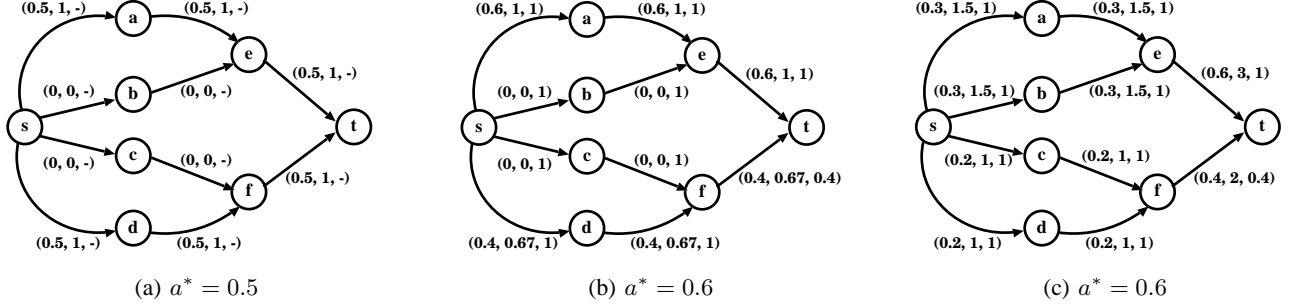 (0.5, 1, -)
(0.5, 1, -)
a
e
(0.5, 1, -)
(0, 0, -)
b
(0, 0, -)
s
t
(0, 0, -)
c
(0, 0, -)
f
(0.5, 1, -)
d
(0.5, 1, -)
(0.5, 1, -)
(a) a* = 0.5
(0.6, 1, 1)
(0.6, 1, 1)
a
e
(0.6, 1, 1)
(0, 0, 1)
b
(0, 0, 1)
s
t
(0, 0, 1)
c
(0, 0, 1)
f
(0.4, 0.67, 0.4)
d
(0.4, 0.67, 1)
(0.4, 0.67, 1)
(b) a* = 0.6
(0.3, 1.5, 1)
(0.3, 1.5, 1)
a
e
(0.6, 3, 1)
(0.3, 1.5, 1)
b
(0.3, 1.5, 1)
s
t
(0.2, 1, 1)
c
(0.2, 1, 1)
f
(0.4, 2, 0.4)
d
(0.2, 1, 1)
(0.2, 1, 1)
(c) a* = 0.6